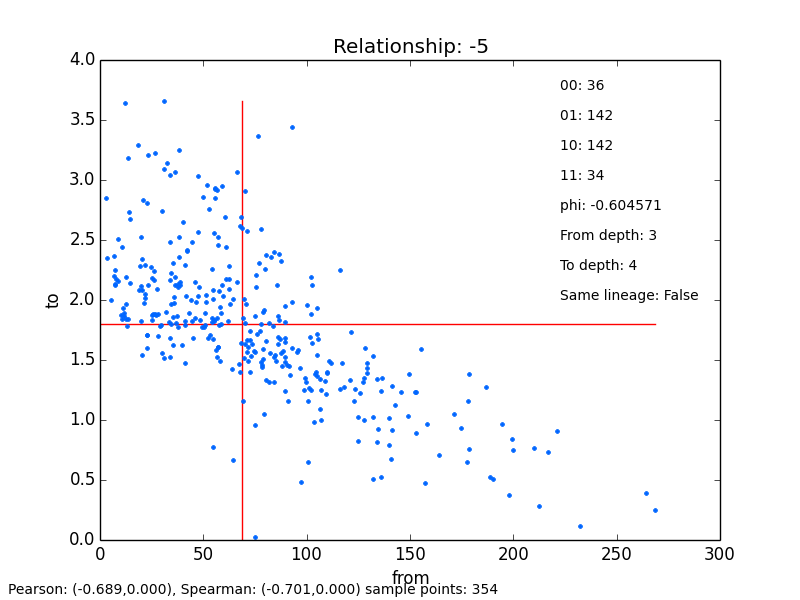 Relationship: -5
4.0
3.5
3.0
2.5
2.0
1.5
1.0
0.5
0.0
to
00: 36
01: 142
10: 142
11: 34
phi: -0.604571
From depth: 3
To depth: 4
Same lineage: False
0 50 100 150 200 250 300
from
Pearson: (-0.689,0.000), Spearman: (-0.701,0.000) sample points: 354